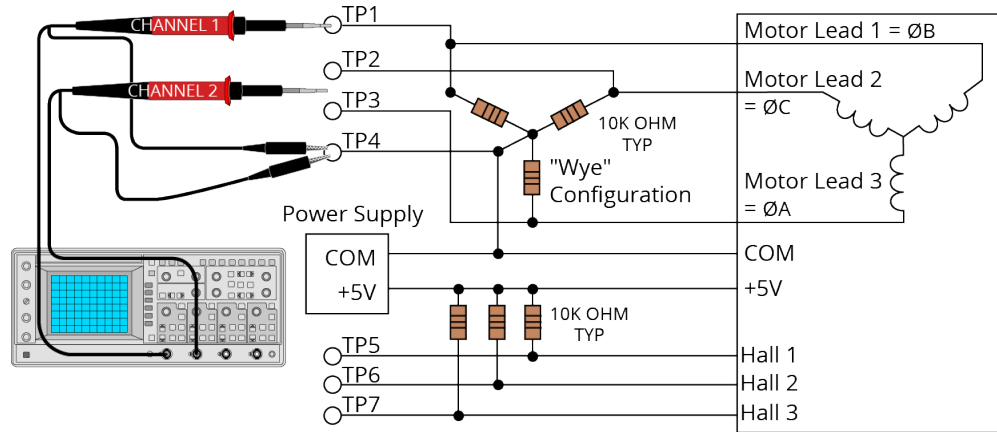 CHANNEL 1
TP1
Motor Lead 1 = ØB
TP2
CHANNEL 2
TP3
Motor Lead 2
= ØC
10K OHM
TYP
TP4
"Wye"
Configuration
Motor Lead 3
= ØA
Power Supply
COM
COM
+5V
+5V
10K OHM
TYP
TP5
Hall 1
TP6
Hall 2
TP7
Hall 3